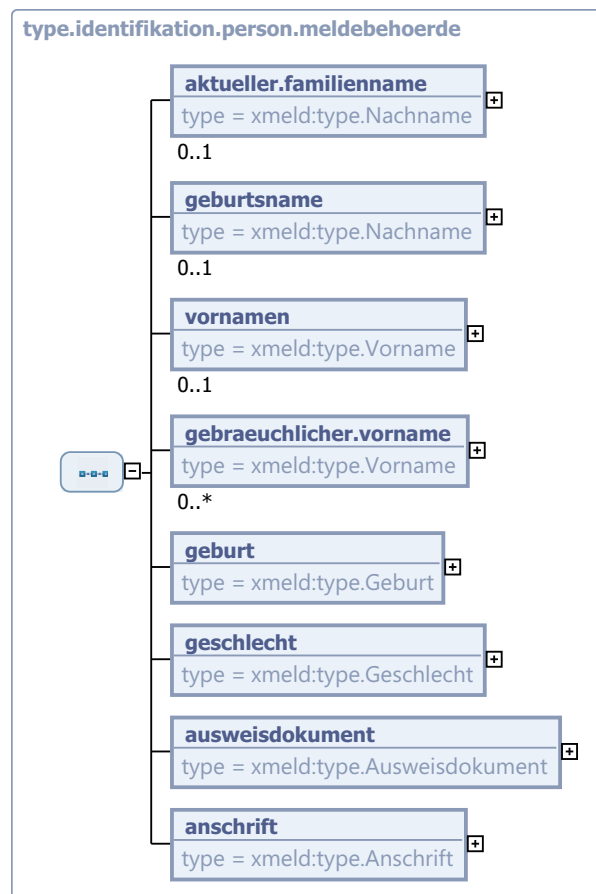 type.identifikation.person.meldebehoerde
aktueller.familienname
type = xmeld:type.Nachname
0..1
geburtsname
type = xmeld:type.Nachname
0..1
vornamen
type = xmeld:type.Vorname
0..1
gebraeuchlicher.vorname
type = xmeld:type.Vorname
0..*
geburt
type = xmeld:type.Geburt
geschlecht
type = xmeld:type.Geschlecht
ausweisdokument
type = xmeld:type.Ausweisdokument
anschrift
type = xmeld:type.Anschrift